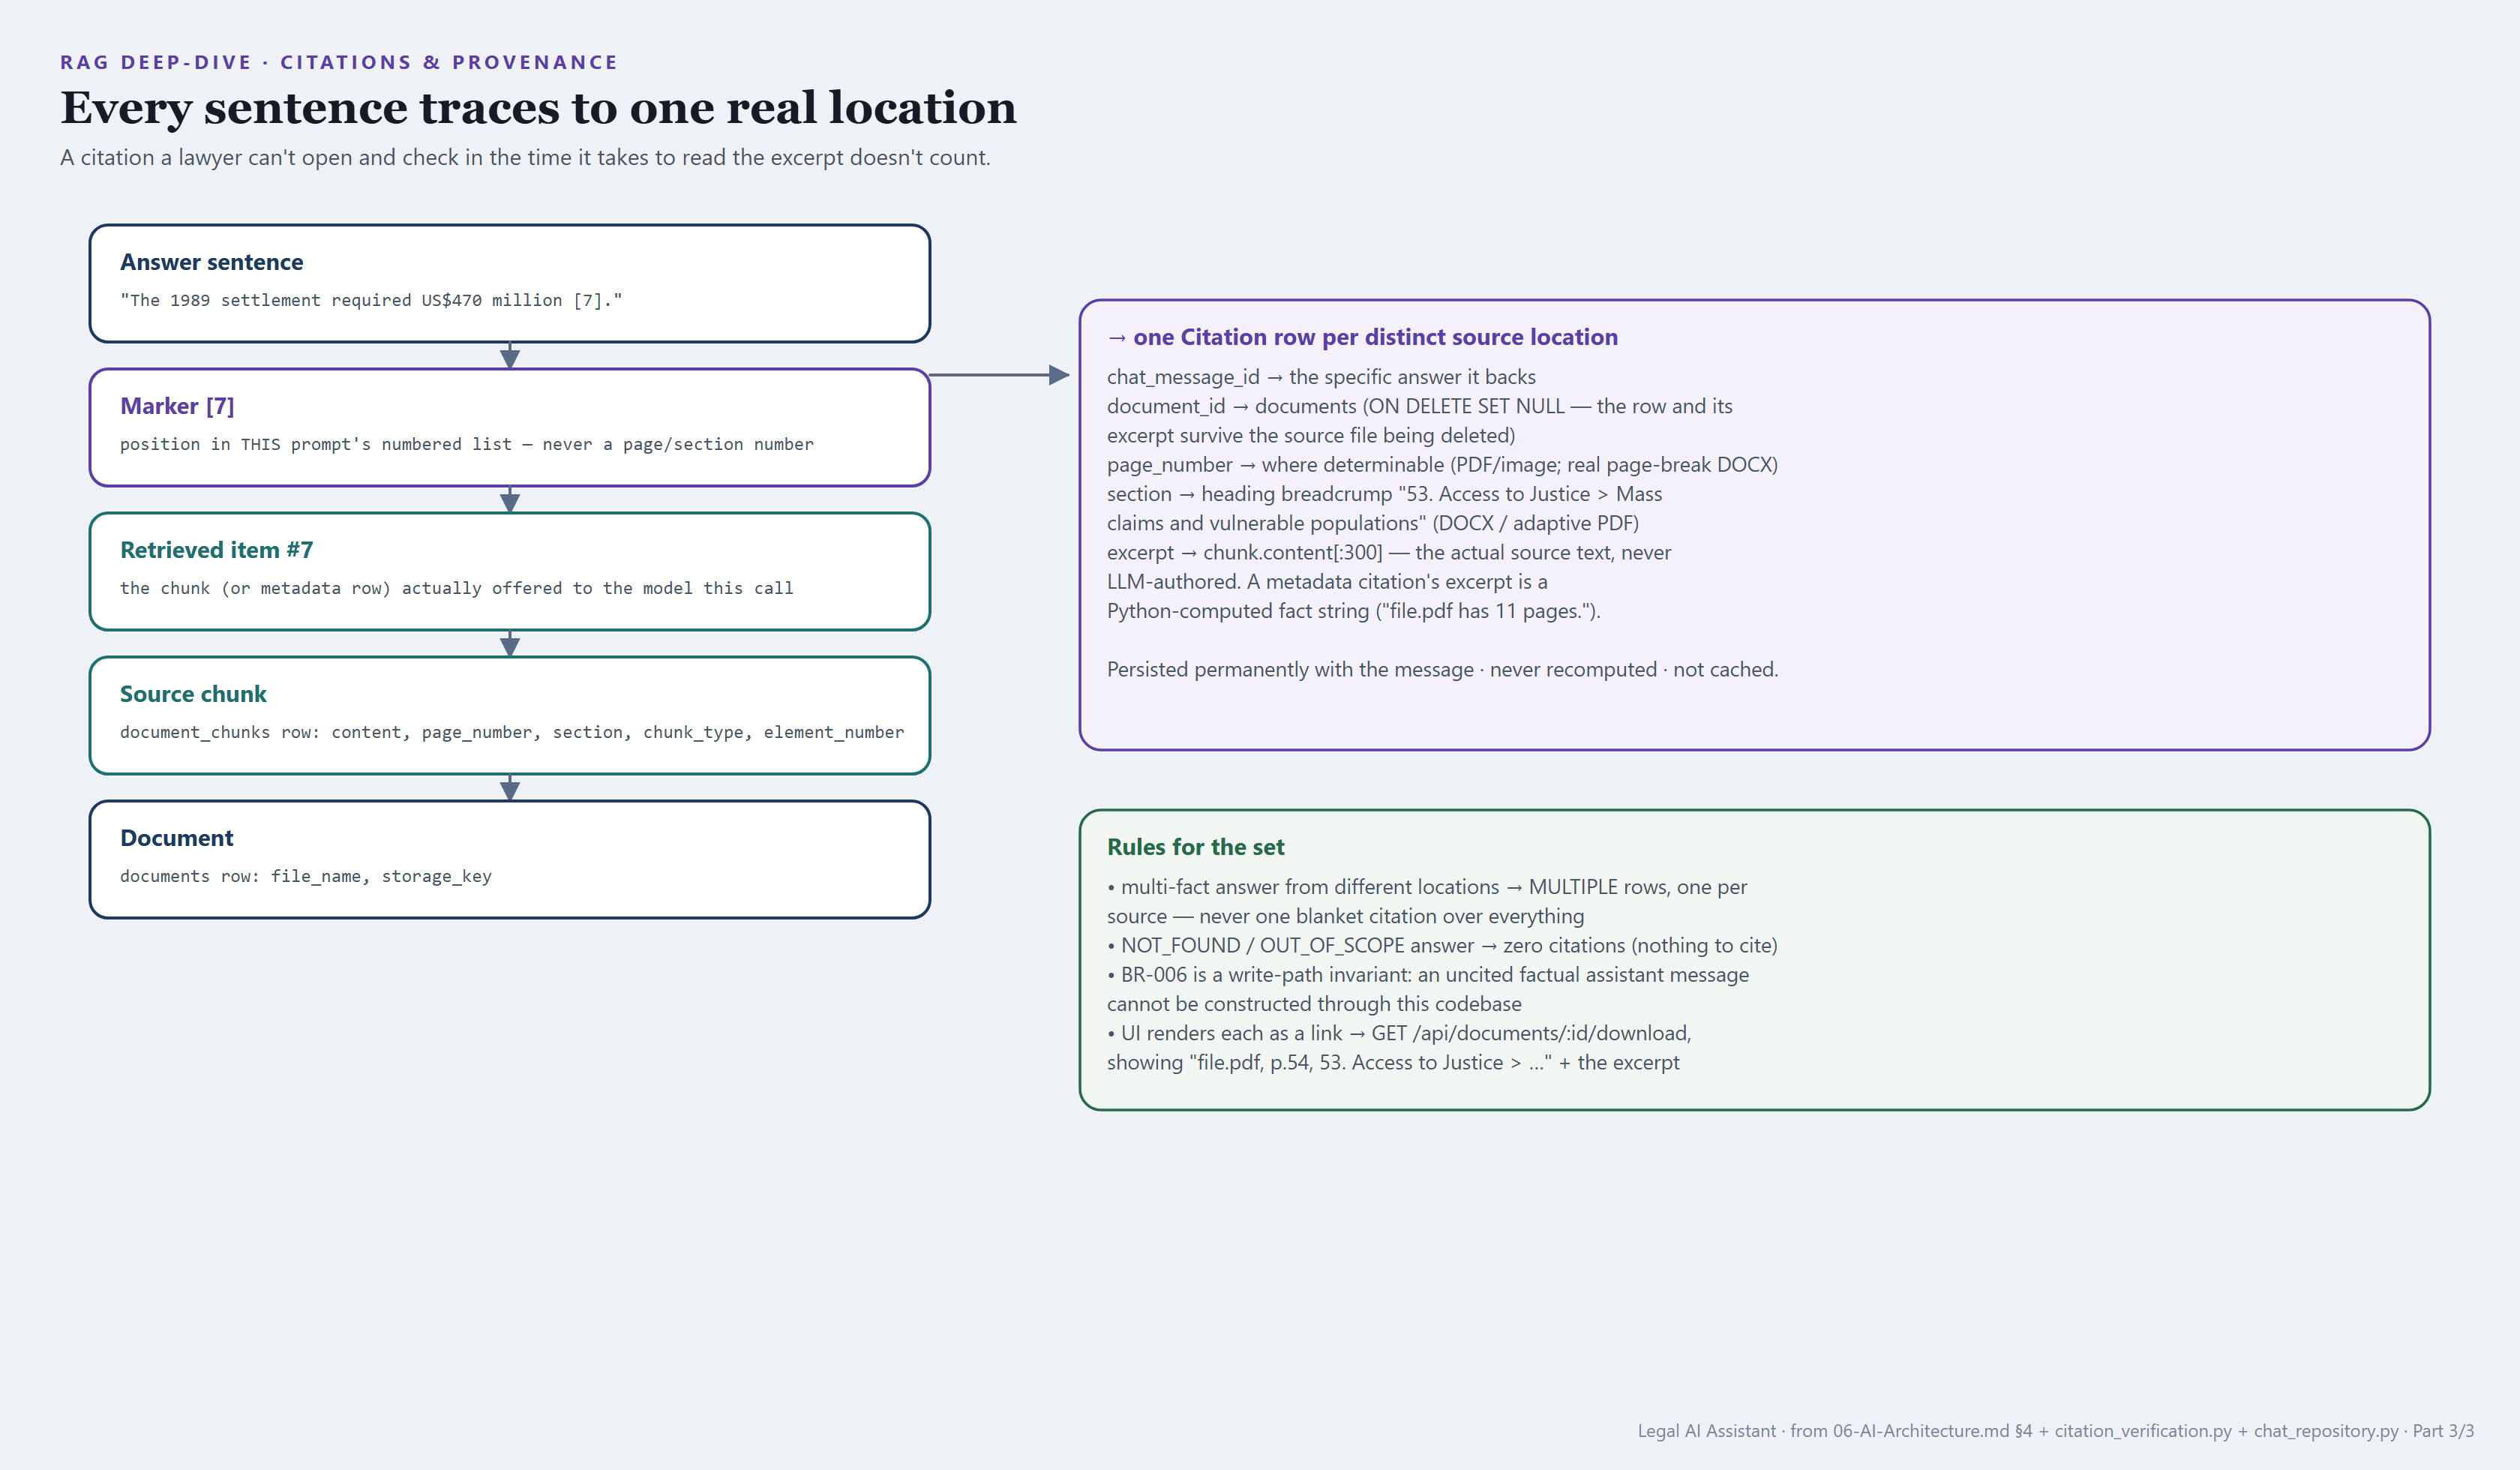 RAG DEEP-DIVE · CITATIONS & PROVENANCE
Every sentence traces to one real location
A citation a lawyer can't open and check in the time it takes to read the excerpt doesn't count.
Answer sentence
"The 1989 settlement required US$470 million [7]."
Marker [7]
position in THIS prompt's numbered list — never a page/section number
Retrieved item #7
the chunk (or metadata row) actually offered to the model this call
Source chunk
document_chunks row: content, page_number, section, chunk_type, element_number
Document
documents row: file_name, storage_key
→ one Citation row per distinct source location
chat_message_id → the specific answer it backs
document_id → documents (ON DELETE SET NULL — the row and its
excerpt survive the source file being deleted)
page_number → where determinable (PDF/image; real page-break DOCX)
section → heading breadcrump "53. Access to Justice > Mass
claims and vulnerable populations" (DOCX / adaptive PDF)
excerpt → chunk.content[:300] — the actual source text, never
LLM-authored. A metadata citation's excerpt is a
Python-computed fact string ("file.pdf has 11 pages.").
Persisted permanently with the message · never recomputed · not cached.
Rules for the set
• multi-fact answer from different locations → MULTIPLE rows, one per
source — never one blanket citation over everything
• NOT_FOUND / OUT_OF_SCOPE answer → zero citations (nothing to cite)
• BR-006 is a write-path invariant: an uncited factual assistant message
cannot be constructed through this codebase
• UI renders each as a link → GET /api/documents/:id/download,
showing "file.pdf, p.54, 53. Access to Justice > ..." + the excerpt
Legal AI Assistant · from 06-AI-Architecture.md §4 + citation_verification.py + chat_repository.py · Part 3/3